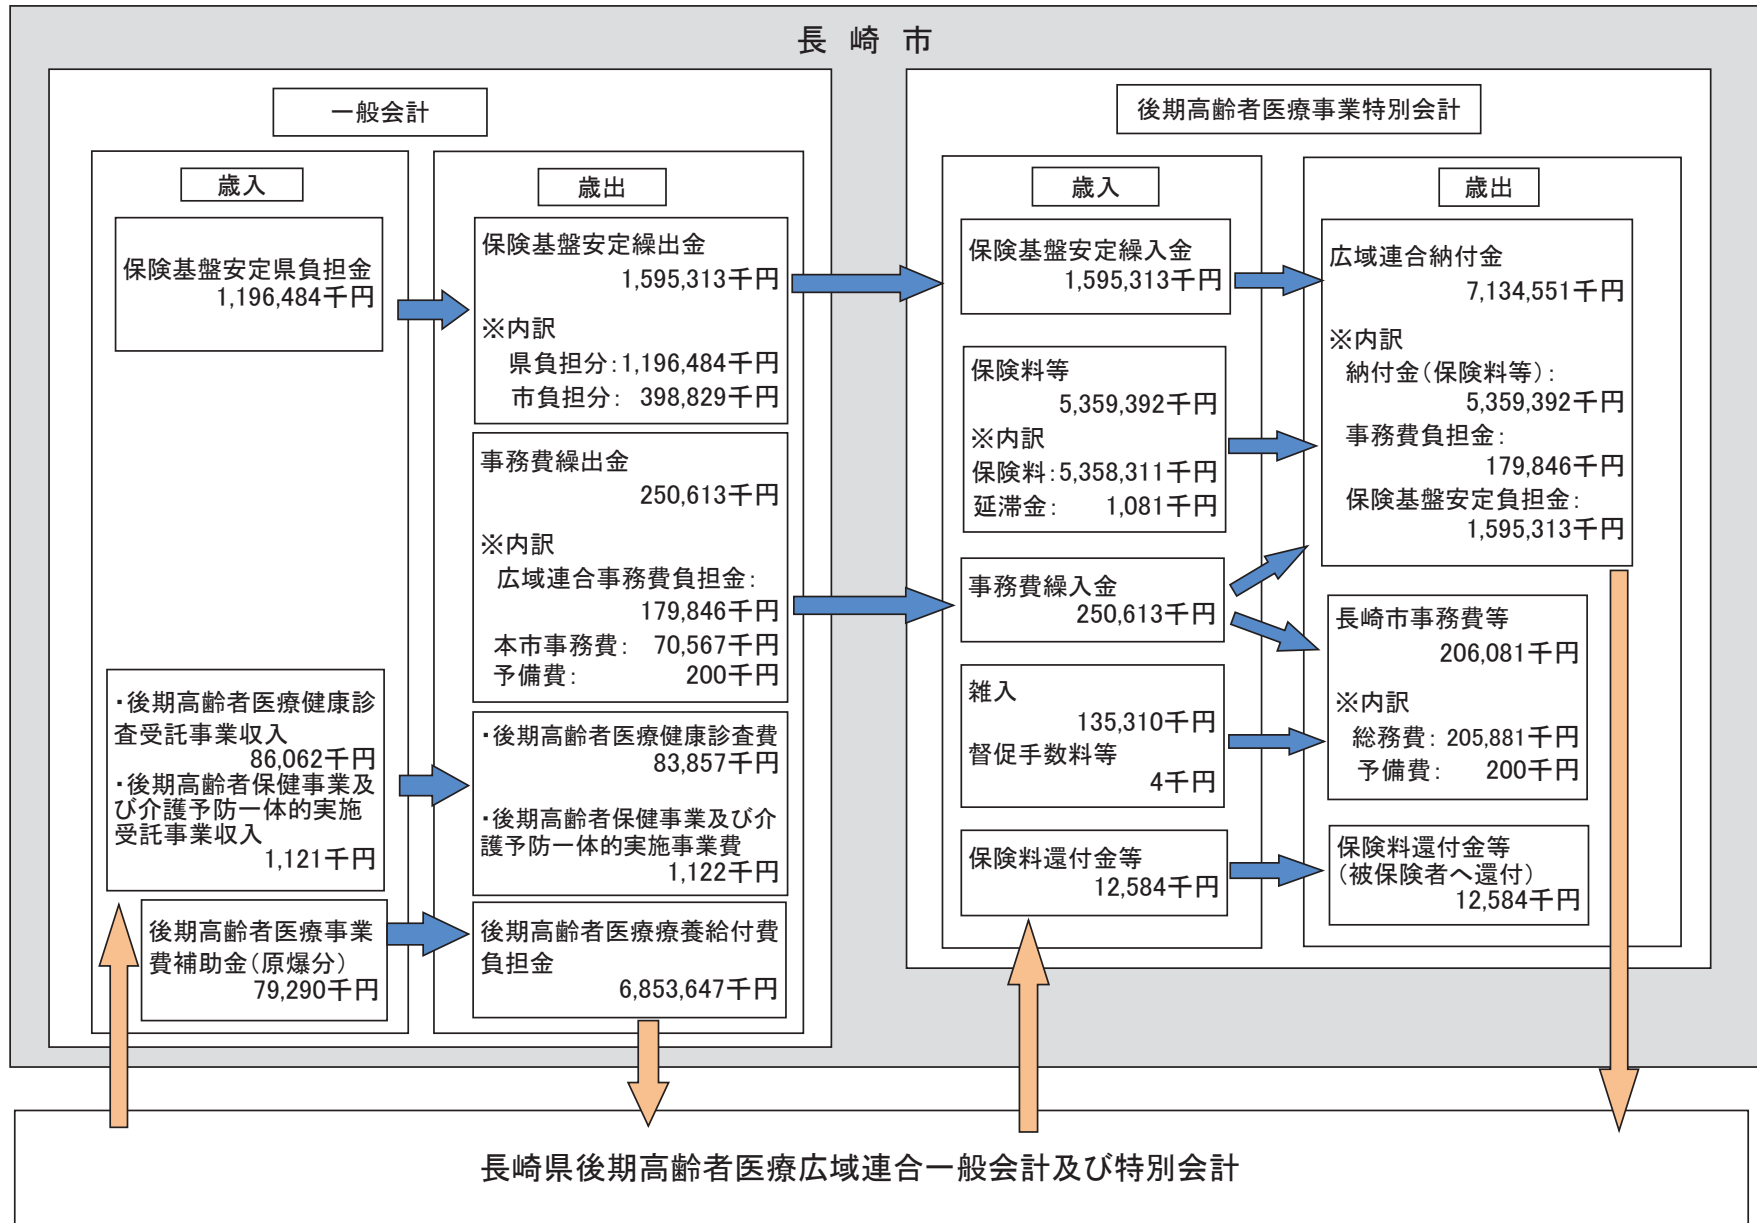 長崎市
一般会計
歳入
保険基盤安定県負担金
1,196,484千円
・後期高齢者医療健康診
査受託事業収入
86,062千円
・後期高齢者保健事業及
び介護予防一体的実施
受託事業収入
1,121千円
後期高齢者医療事業
費補助金(原爆分)
79,290千円
歳出
保険基盤安定繰出金
1,595,313千円
※内訳
県負担分:1,196,484千円
市負担分: 398,829千円
事務費繰出金
250,613千円
※内訳
広域連合事務費負担金:
179,846千円
本市事務費: 70,567千円
予備費: 200千円
・後期高齢者医療健康診査費
83,857千円
・後期高齢者保健事業及び介
護予防一体的実施事業費
1,122千円
後期高齢者医療療養給付費
負担金
6,853,647千円
後期高齢者医療事業特別会計
歳入
保険基盤安定繰入金
1,595,313千円
保険料等
5,359,392千円
※内訳
保険料:5,358,311千円
延滞金: 1,081千円
事務費繰入金
250,613千円
雑入
135,310千円
督促手数料等
4千円
保険料還付金等
12,584千円
歳出
広域連合納付金
7,134,551千円
※内訳
納付金(保険料等):
5,359,392千円
事務費負担金:
179,846千円
保険基盤安定負担金:
1,595,313千円
長崎市事務費等
206,081千円
※内訳
総務費: 205,881千円
予備費: 200千円
保険料還付金等
(被保険者へ還付)
12,584千円
長崎県後期高齢者医療広域連合一般会計及び特別会計